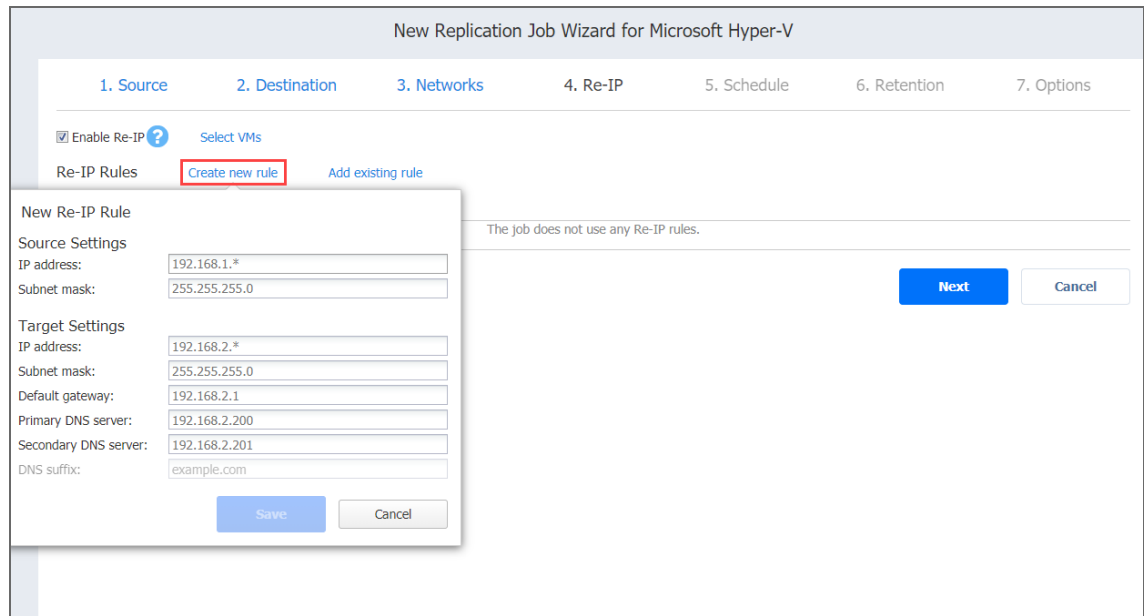 New Replication Job Wizard for Microsoft Hyper-V
1. Source 2. Destination 3. Networks 4. Re-IP 5. Schedule 6. Retention 7. Options
Enable Re-IP ? Select VMs
Re-IP Rules Create new rule Add existing rule
The job does not use any Re-IP rules.
Next Cancel
New Re-IP Rule
Source Settings
IP address: 192.168.1.*
Subnet mask: 255.255.255.0
Target Settings
IP address: 192.168.2.*
Subnet mask: 255.255.255.0
Default gateway: 192.168.2.1
Primary DNS server: 192.168.2.200
Secondary DNS server: 192.168.2.201
DNS suffix: example.com
Save Cancel